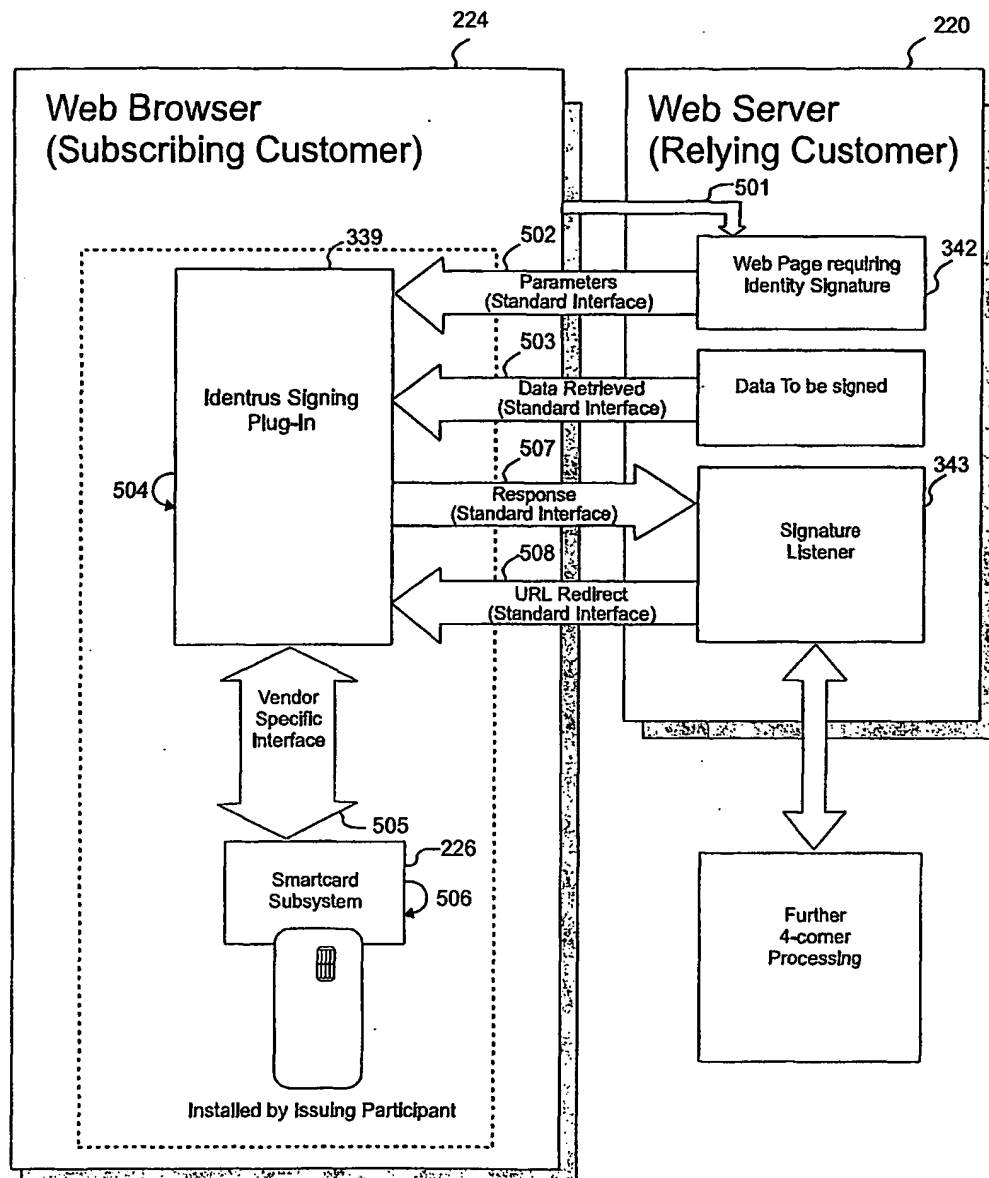 224
220
Web Browser
(Subscribing Customer)
Web Server
(Relying Customer)
501
339
502
342
Web Page requiring
Identity Signature
Parameters
(Standard Interface)
503
Identrus Signing
Plug-In
Data Retrieved
(Standard Interface)
Data To be signed
507
343
504
Response
(Standard Interface)
Signature
Listener
508
URL Redirect
(Standard Interface)
Vendor
Specific
Interface
505
226
Smartcard
Subsystem
506
Further
4-corner
Processing
Installed by Issuing Participant